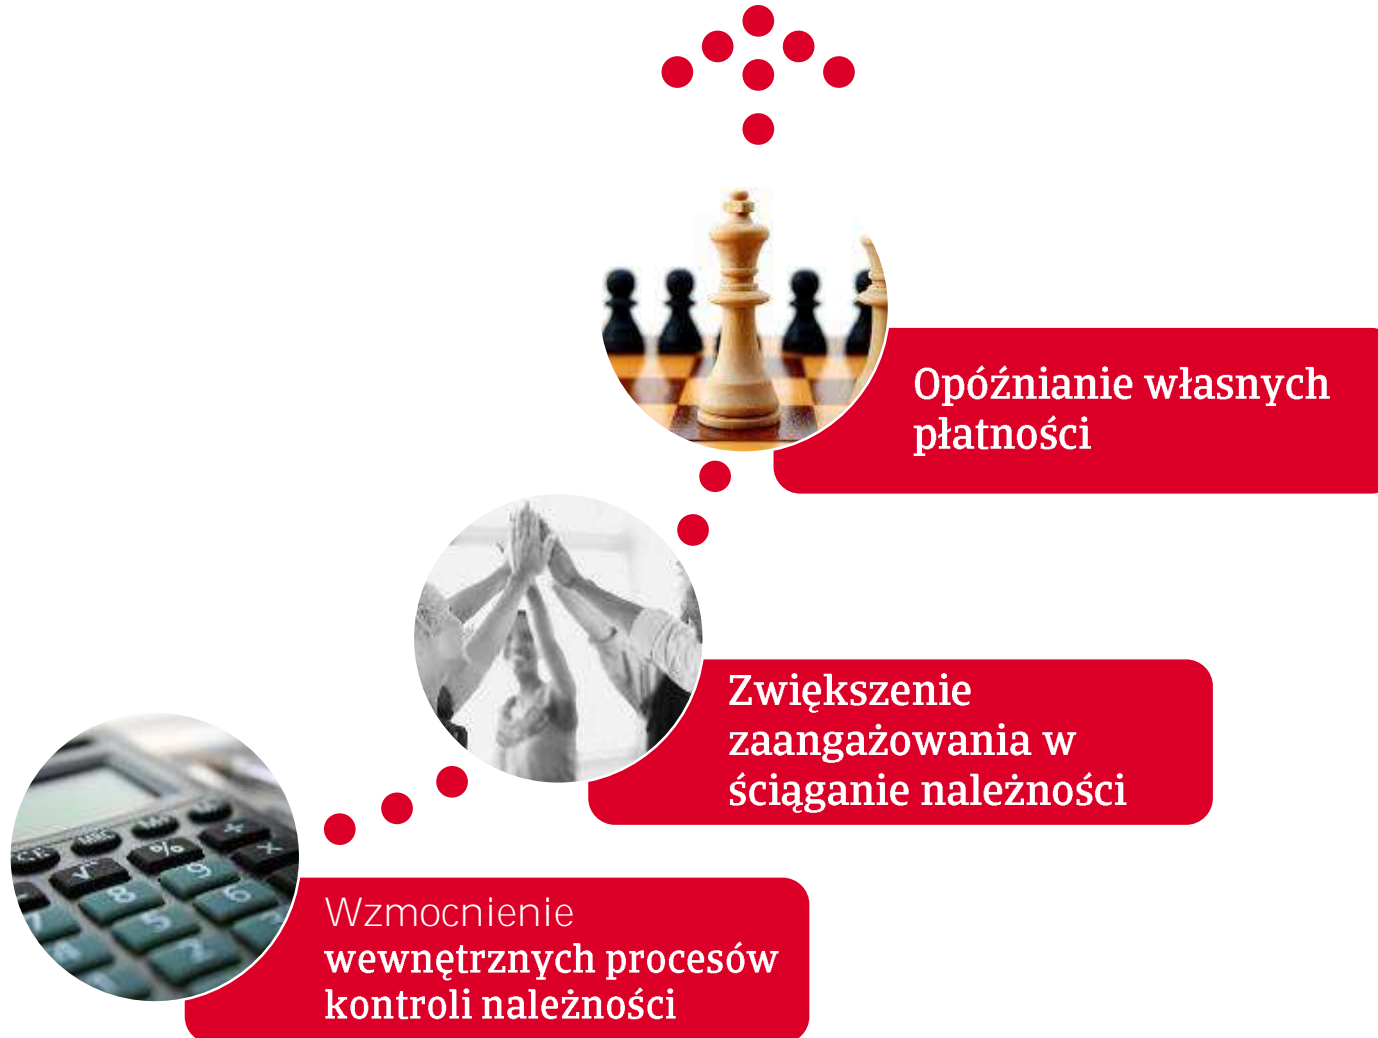 Opóźnianie własnych
płatności
Zwiększenie
zaangażowania w
ściąganie należności
Wzmocnienie
wewnętrznych procesów
kontroli należności